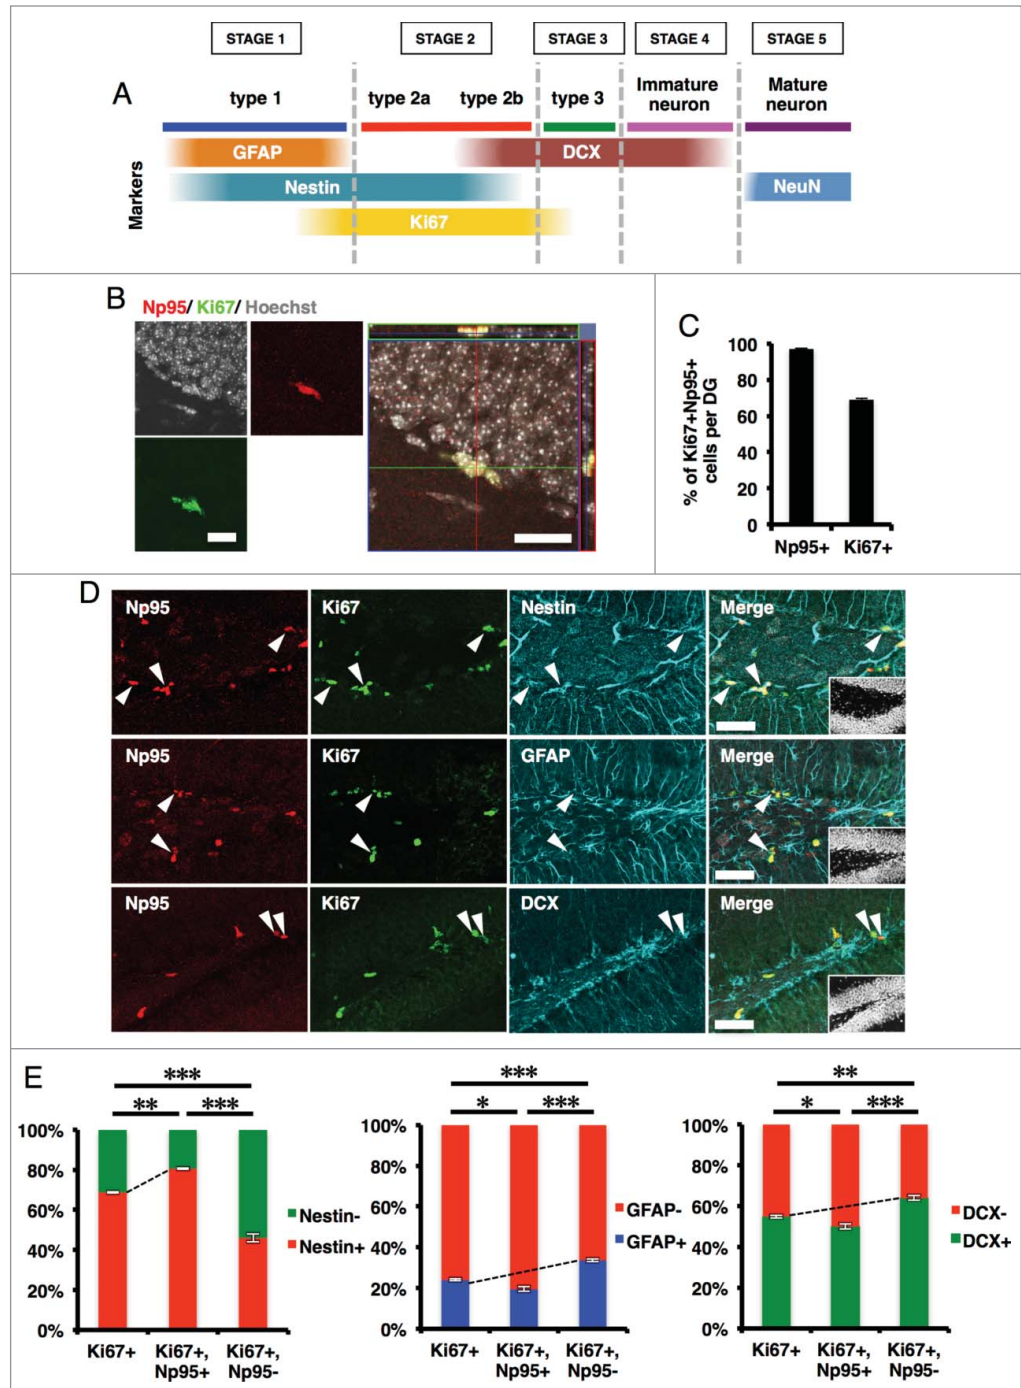 STAGE 1 STAGE 2 STAGE 3 STAGE 4 STAGE 5
A
type 1 type 2a type 2b type 3 Immature neuron Mature neuron
Markers
GFAP DCX
Nestin NeuN
Ki67
B
Np95/ Ki67/ Hoechst
C
% of Ki67+Np95+
cells per DG
100
80
60
40
20
0
Np95+ Ki67+
D
Np95 Ki67 Nestin Merge
Np95 Ki67 GFAP Merge
Np95 Ki67 DCX Merge
E
*** 
** ***
100%
80%
60%
40%
20%
0%
Nestin-
Nestin+
Ki67+ Ki67+, Np95+ Ki67+, Np95-
***
* ***
100%
80%
60%
40%
20%
0%
GFAP-
GFAP+
Ki67+ Ki67+, Np95+ Ki67+, Np95-
**
* ***
100%
80%
60%
40%
20%
0%
DCX-
DCX+
Ki67+ Ki67+, Np95+ Ki67+, Np95-